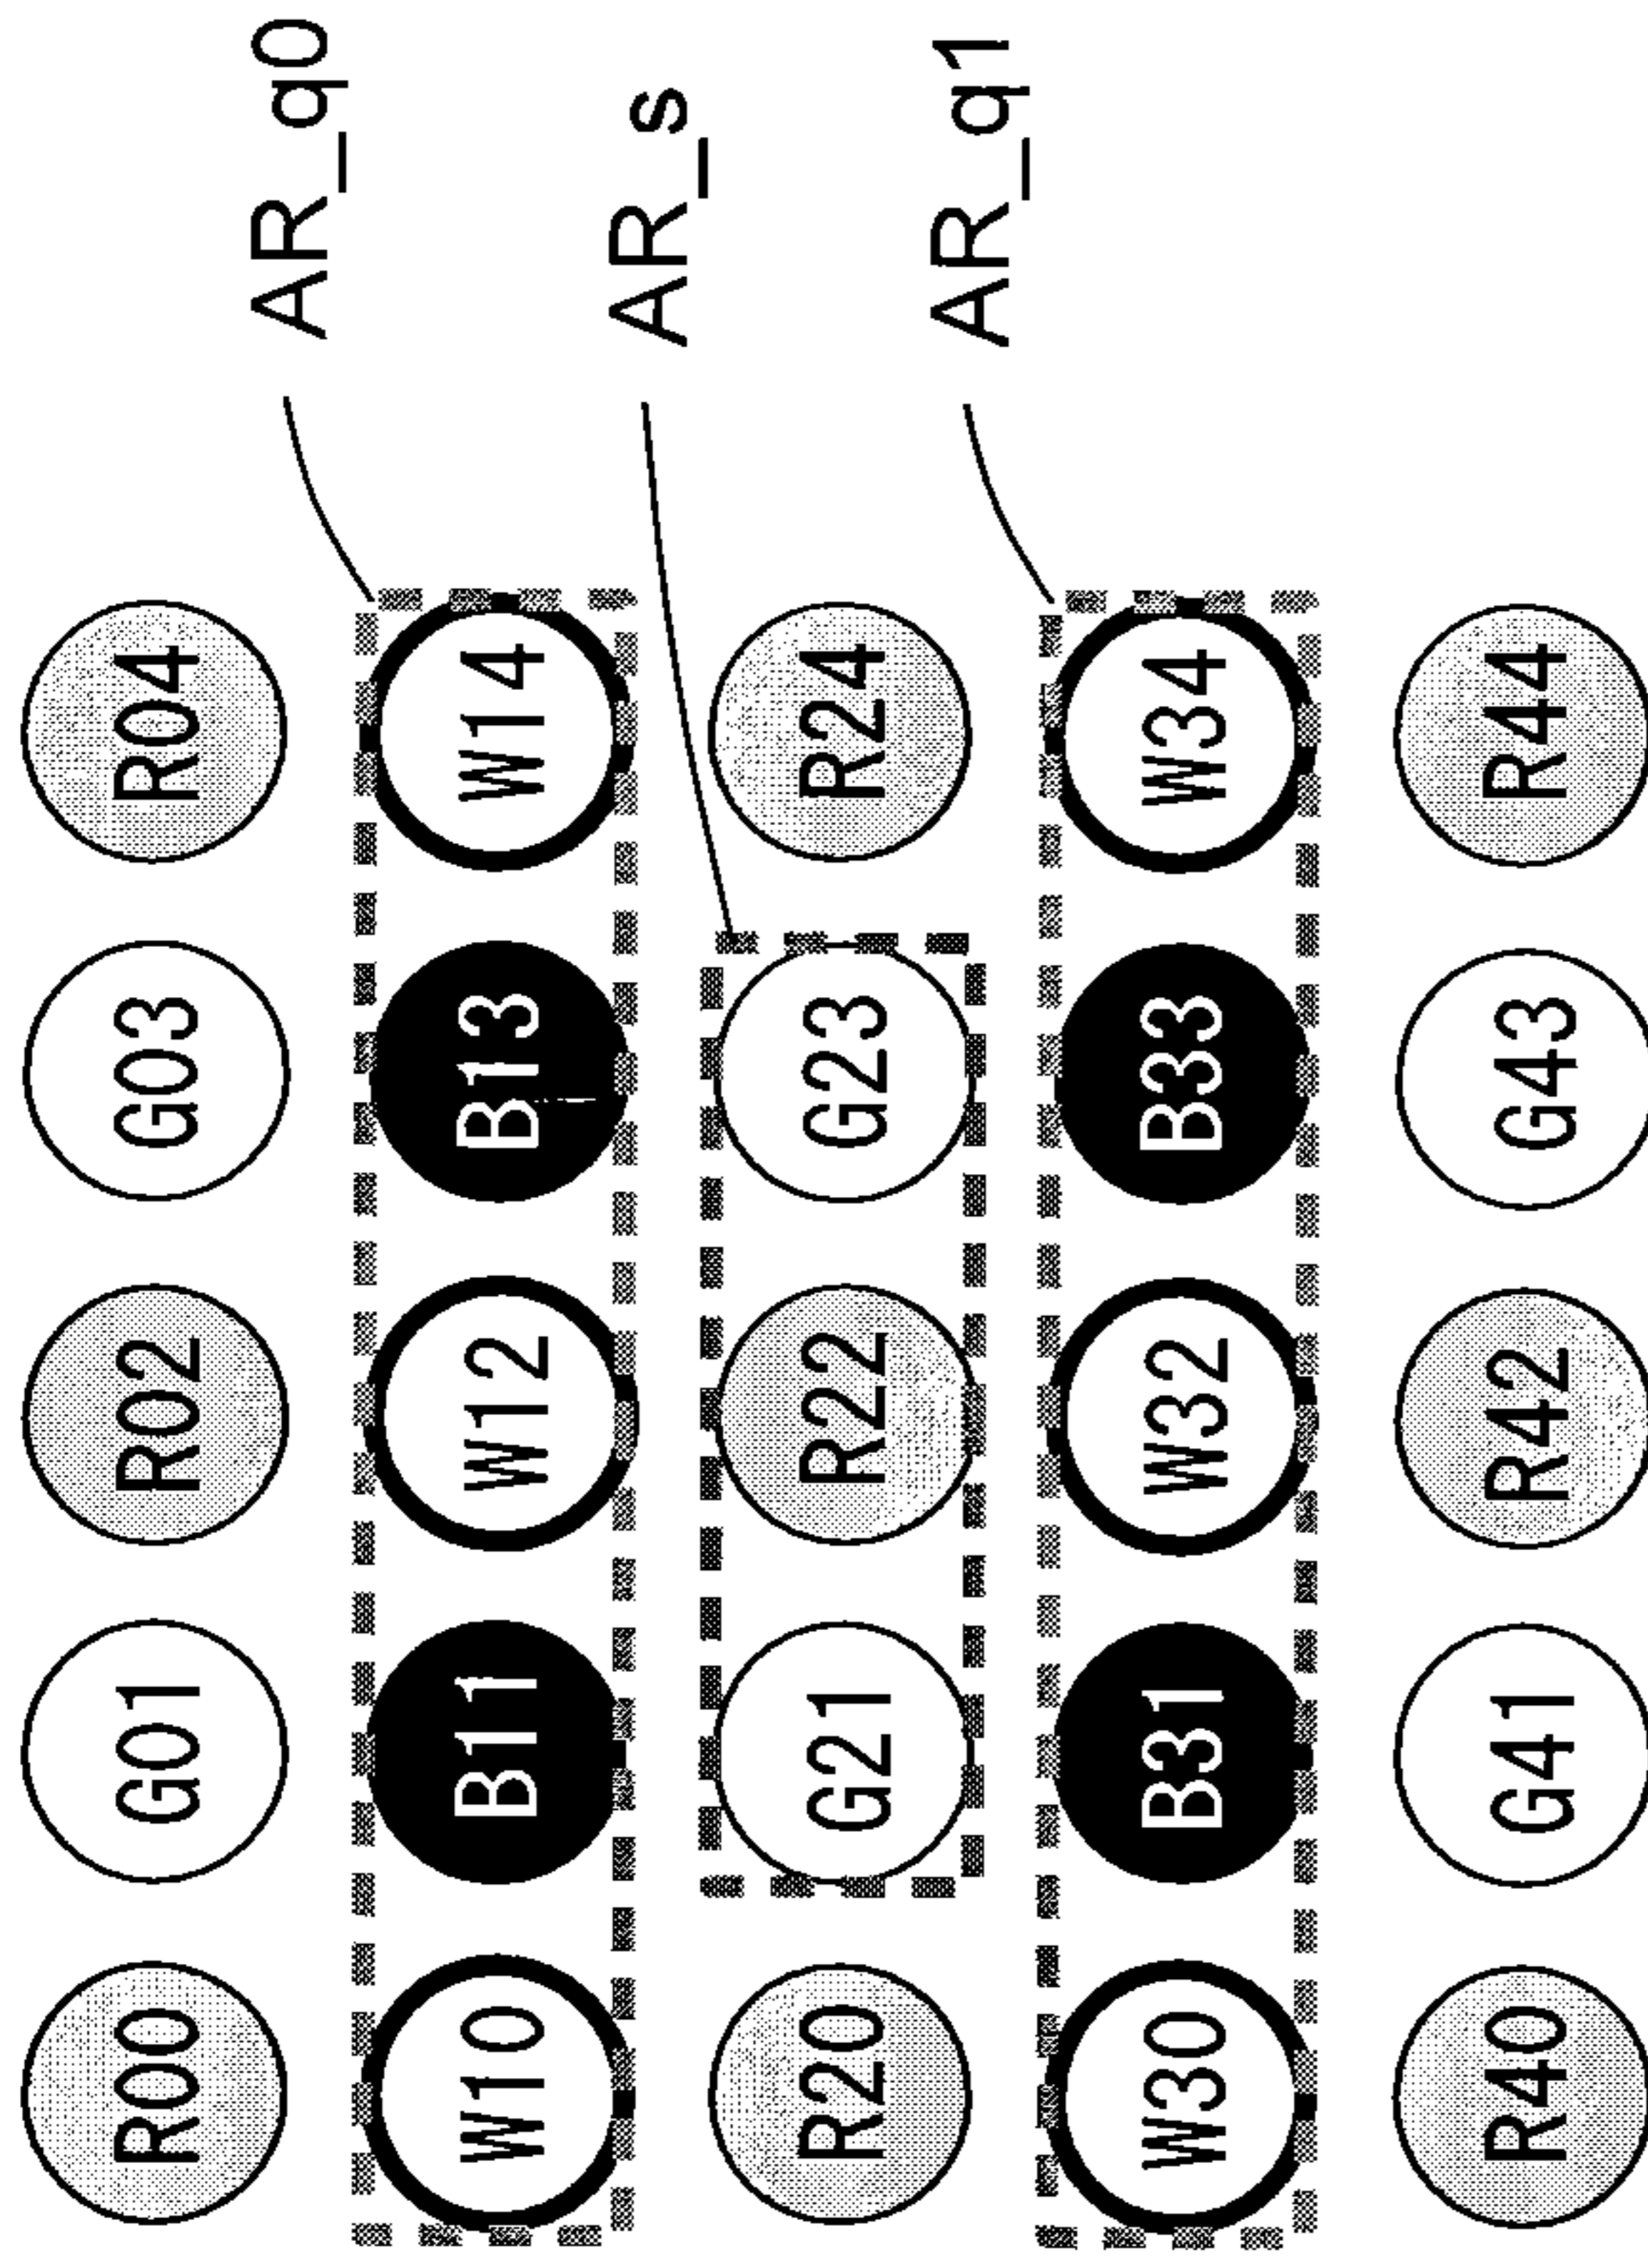 R00 G01 R02 G03 R04
AR_q0
W10 B11 W12 B13 W14
AR_s
R20 G21 R22 G23 R24
AR_q1
W30 B31 W32 B33 W34
R40 G41 R42 G43 R44